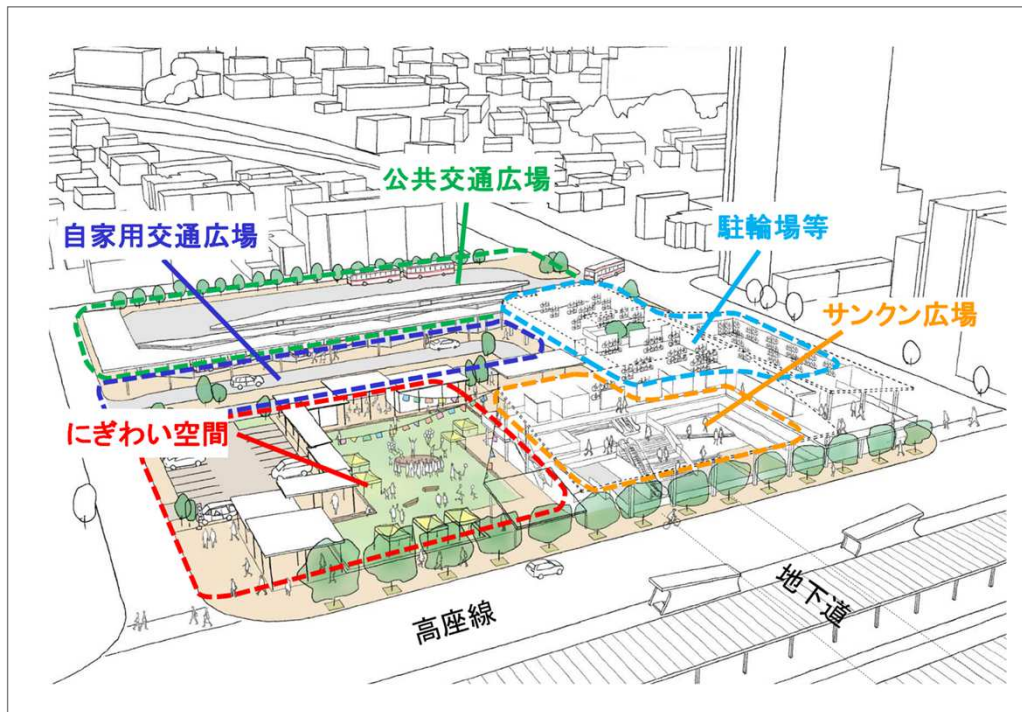 公共交通広場
自家用交通広場
駐輪場等
サンクン広場
にぎわい空間
高座線
地下道